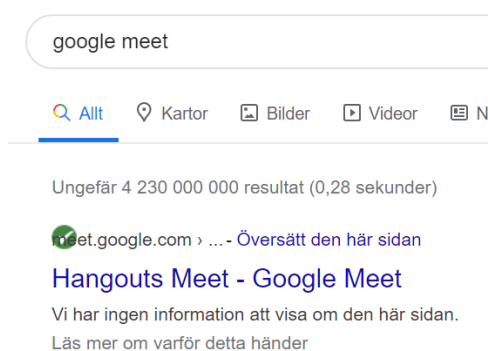 google meet
Allt Kartor Bilder Videor N
Ungefär 4 230 000 000 resultat (0,28 sekunder)
meet.google.com › ... - Översätt den här sidan
Hangouts Meet - Google Meet
Vi har ingen information att visa om den här sidan.
Läs mer om varför detta händer